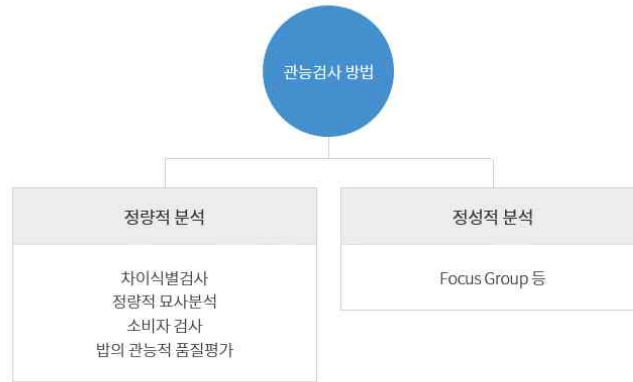 관능검사 방법
정량적 분석
차이식별검사
정량적 묘사분석
소비자 검사
밥의 관능적 품질평가
정성적 분석
Focus Group 등